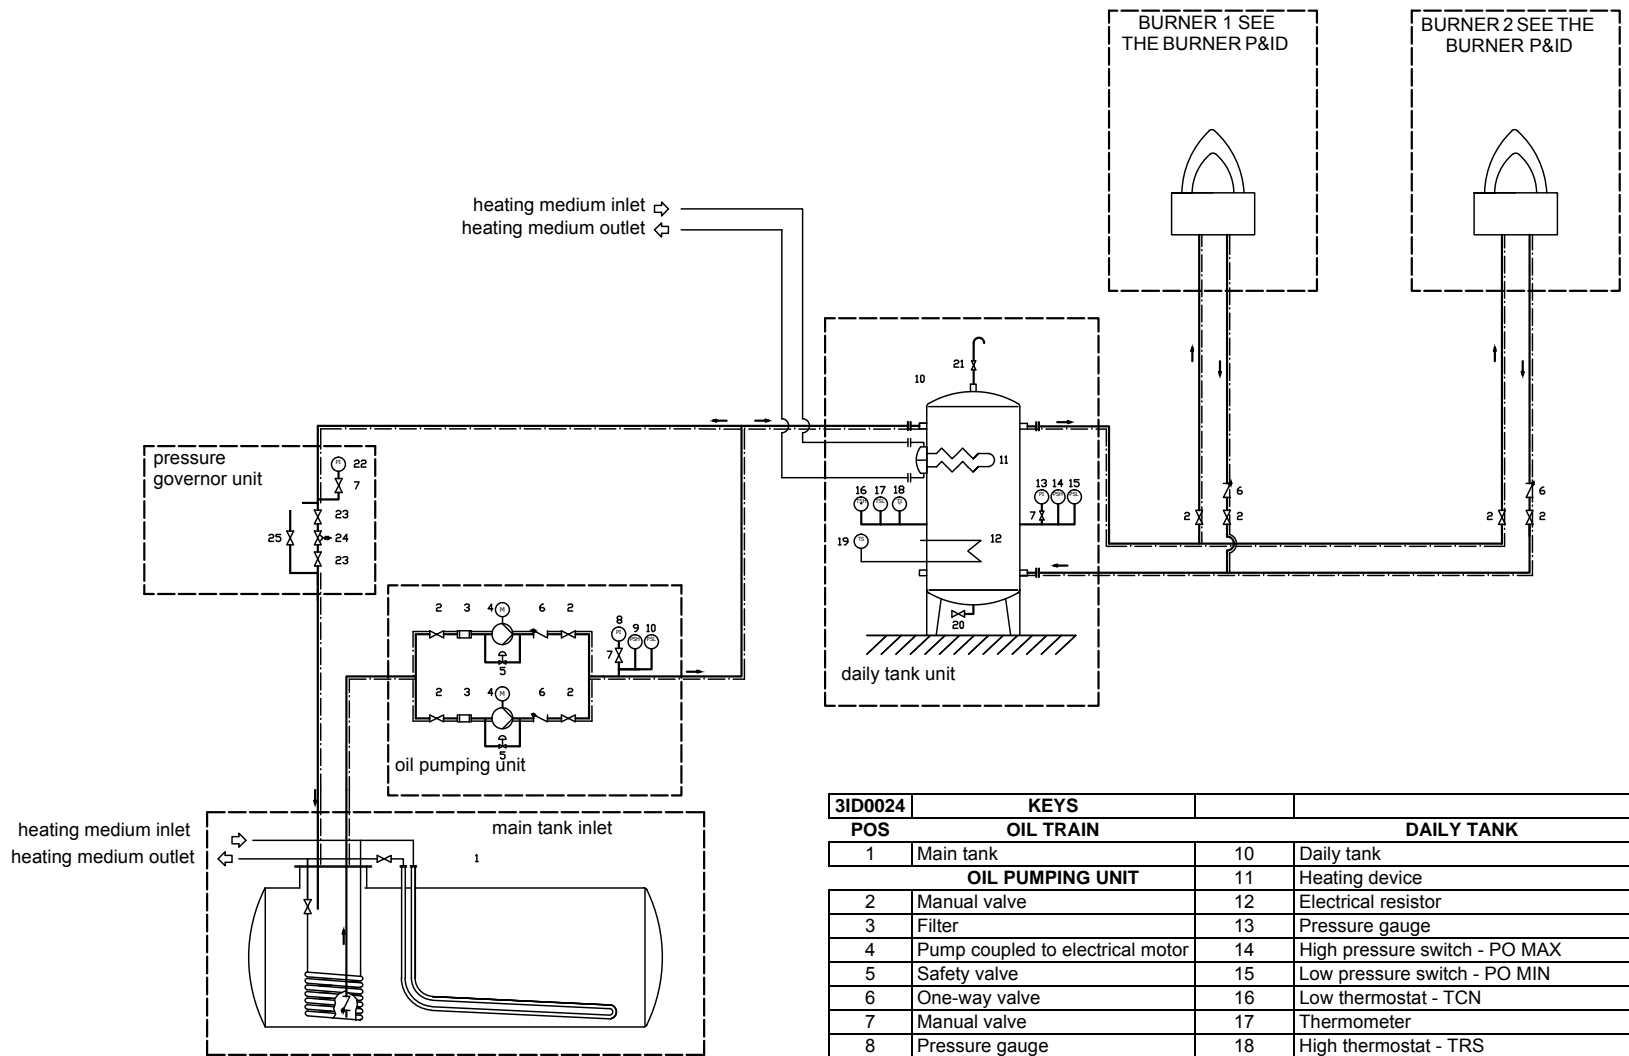 BURNER 1 SEE
THE BURNER P&ID
BURNER 2 SEE THE
BURNER P&ID
heating medium inlet
heating medium outlet
21
10
11
16 17 18
13 14 15
7
19
12
20
daily tank unit
6
2 2
6
2 2
pressure
governor unit
PI 22
7
23
25 24
23
2 3 4 M 6 2
5
8 9 10
PI PSH PSL
7
2 3 4 M 6 2
5
oil pumping unit
heating medium inlet
heating medium outlet
main tank inlet
1
3ID0024 KEYS
POS OIL TRAIN DAILY TANK
1 Main tank 10 Daily tank
OIL PUMPING UNIT 11 Heating device
2 Manual valve 12 Electrical resistor
3 Filter 13 Pressure gauge
4 Pump coupled to electrical motor 14 High pressure switch - PO MAX
5 Safety valve 15 Low pressure switch - PO MIN
6 One-way valve 16 Low thermostat - TCN
7 Manual valve 17 Thermometer
8 Pressure gauge 18 High thermostat - TRS